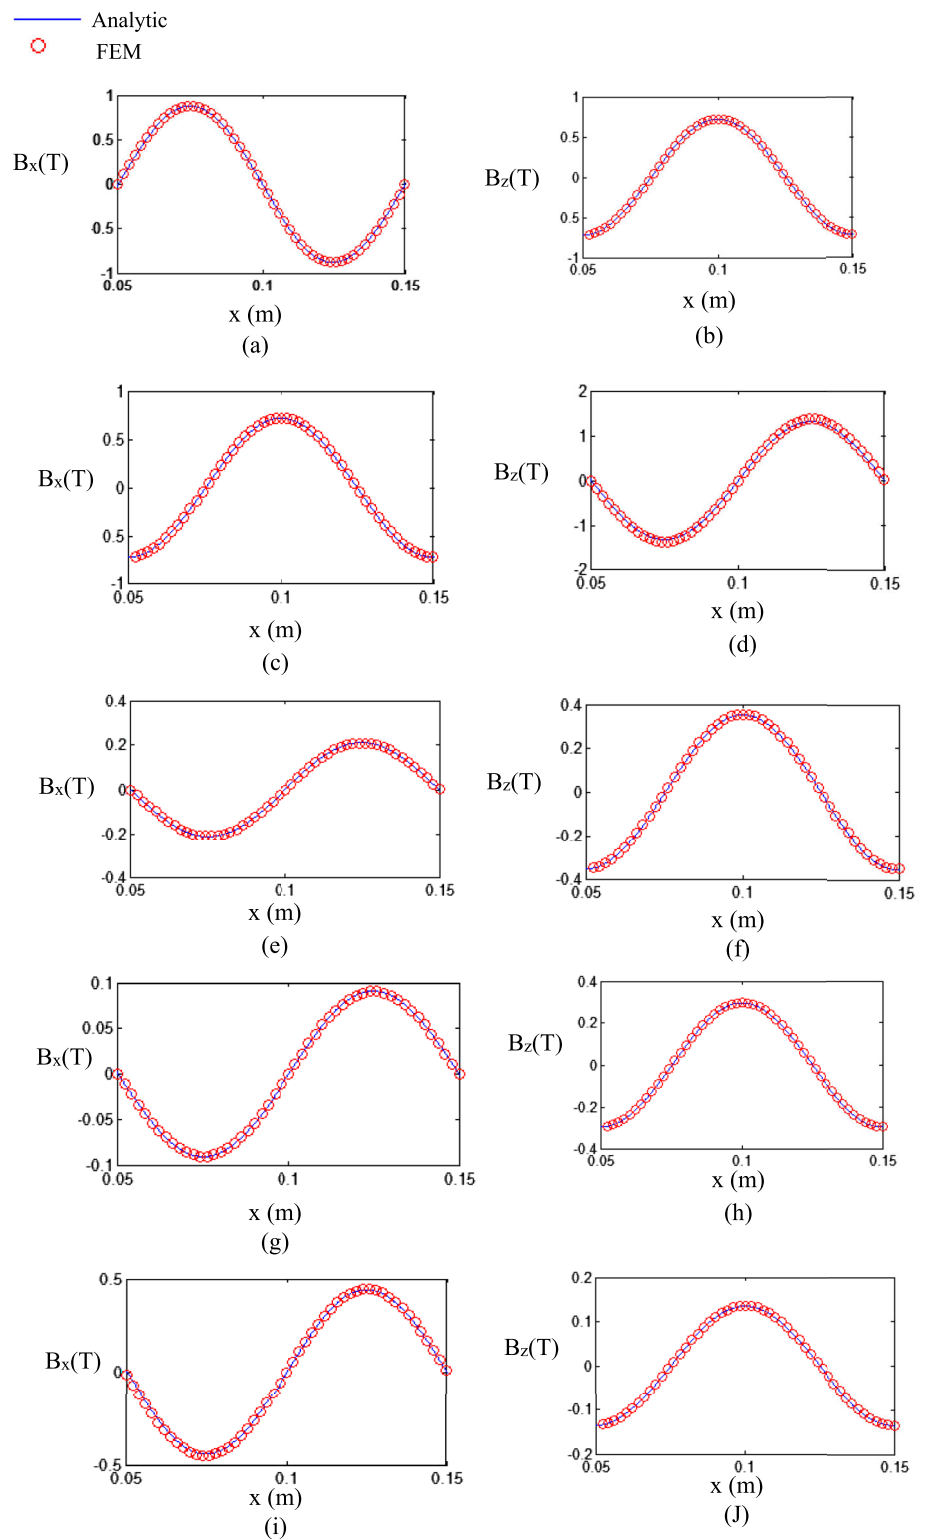 Analytic
FEM
1
0.5
0
0.5
-1
0.05
0.1
0.15
Bx(T)
x (m)
(a)
1
0.5
0
0.5
-1
0.05
0.1
0.15
Bz(T)
x (m)
(b)
1
0.5
0
0.5
-1
0.05
0.1
0.15
Bx(T)
x (m)
(c)
2
1
0
-1
-2
0.05
0.1
0.15
Bz(T)
x (m)
(d)
0.4
0.2
0
-0.2
-0.4
0.05
0.1
0.15
Bx(T)
x (m)
(e)
0.4
0.2
0
-0.2
-0.4
0.05
0.1
0.15
Bz(T)
x (m)
(f)
0.1
0.05
0
-0.05
-0.1
0.05
0.1
0.15
Bx(T)
x (m)
(g)
0.4
0.2
0
-0.2
-0.4
0.05
0.1
0.15
Bz(T)
x (m)
(h)
0.5
0
-0.5
0.05
0.1
0.15
Bx(T)
x (m)
(i)
0.2
0.1
0
-0.1
-0.2
0.05
0.1
0.15
Bz(T)
x (m)
(J)